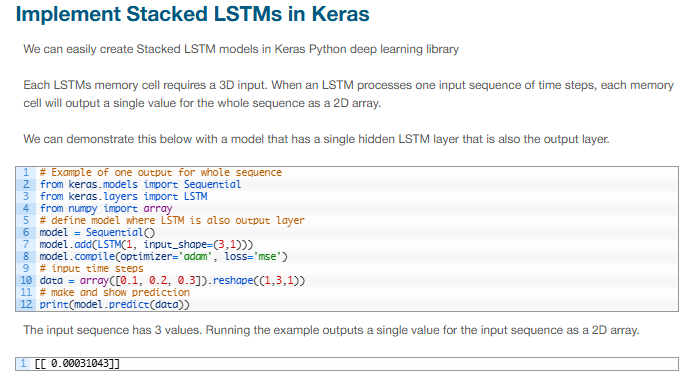 Implement Stacked LSTMs in Keras
We can easily create Stacked LSTM models in Keras Python deep learning library
Each LSTMs memory cell requires a 3D input. When an LSTM processes one input sequence of time steps, each memory
cell will output a single value for the whole sequence as a 2D array.
We can demonstrate this below with a model that has a single hidden LSTM layer that is also the output layer.
1 # Example of one output for whole sequence
2 from keras.models import Sequential
3 from keras.layers import LSTM
4 from numpy import array
5 # define model where LSTM is also output layer
6 model = Sequential()
7 model.add(LSTM(1, input_shape=(3,1)))
8 model.compile(optimizer='adam', loss='mse')
9 # input time steps
10 data = array([0.1, 0.2, 0.3]).reshape((1,3,1))
11 # make and show prediction
12 print(model.predict(data))
The input sequence has 3 values. Running the example outputs a single value for the input sequence as a 2D array.
1 [[ 0.00031043]]